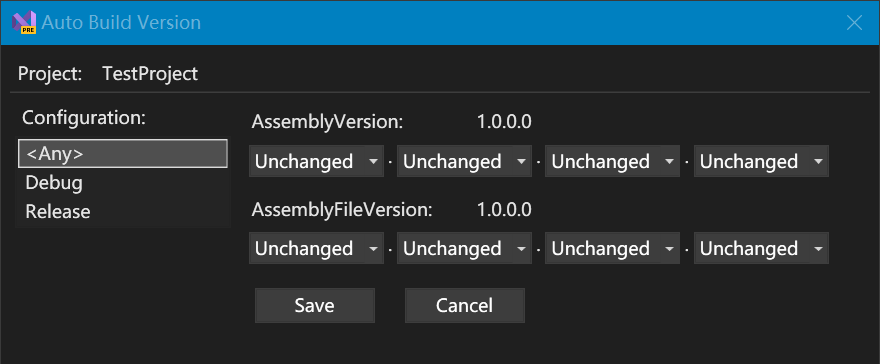 PRE Auto Build Version
Project: TestProject
Configuration:
<Any>
Debug
Release
AssemblyVersion: 1.0.0.0
Unchanged . Unchanged . Unchanged . Unchanged
AssemblyFileVersion: 1.0.0.0
Unchanged . Unchanged . Unchanged . Unchanged
Save Cancel